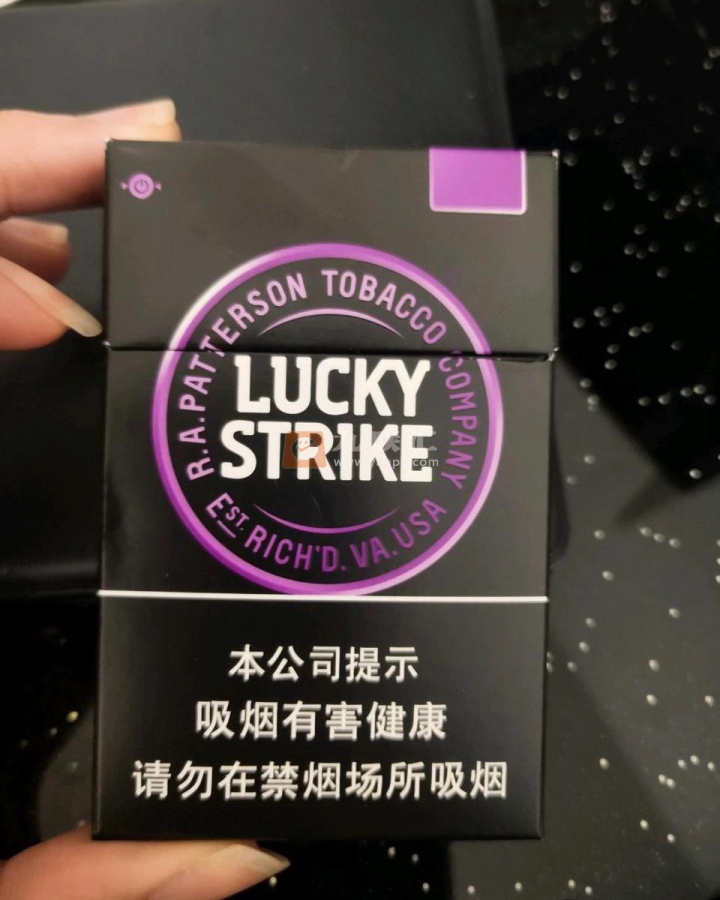 R.A.PATTERSON TOBACCO COMPANY
LUCKY
STRIKE
EST. RICH'D. VA. USA
本公司提示
吸烟有害健康
请勿在禁烟场所吸烟